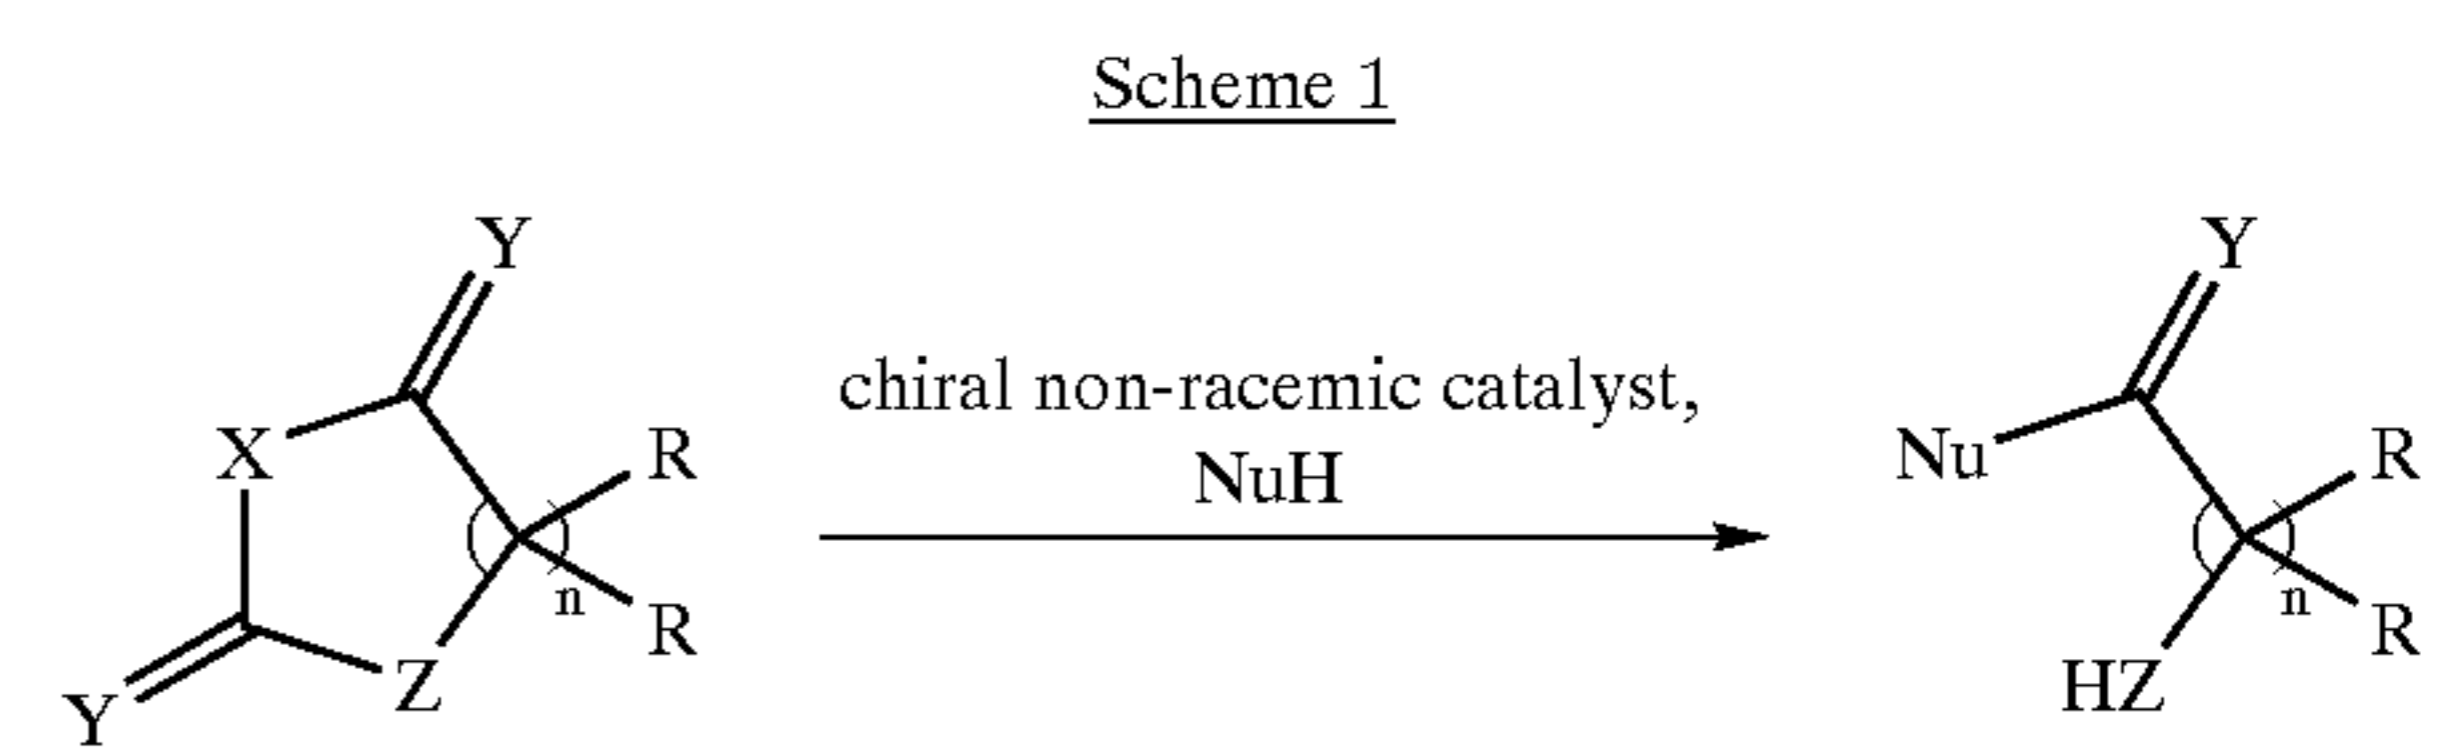 Scheme 1
Y
X
R
R
n
Z
Y
chiral non-racemic catalyst,
NuH
Y
Nu
R
R
n
HZ